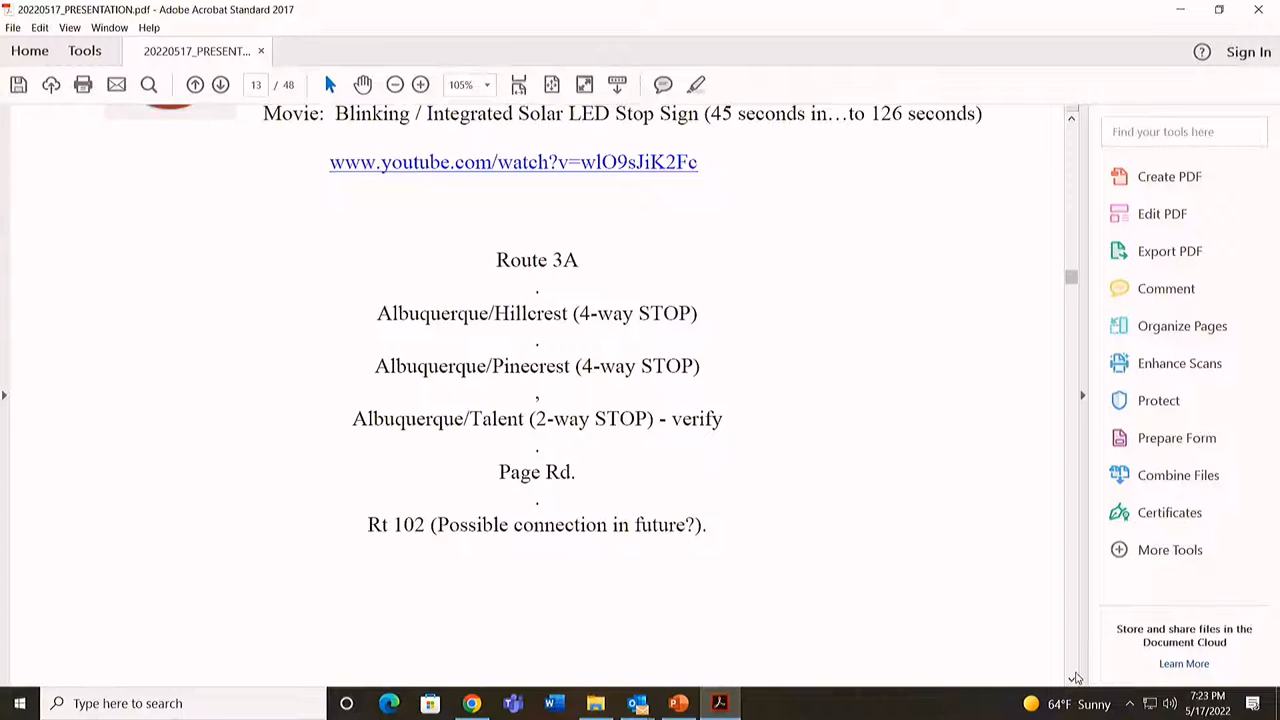 20220517_PRESENTATION.pdf - Adobe Acrobat Standard 2017
File Edit View Window Help
Home Tools 20220517_PRESENT... × Sign In
13 / 48 105%
Movie: Blinking / Integrated Solar LED Stop Sign (45 seconds in…to 126 seconds)
www.youtube.com/watch?v=wlO9sJiK2Fc
Route 3A
.
Albuquerque/Hillcrest (4-way STOP)
.
Albuquerque/Pinecrest (4-way STOP)
,
Albuquerque/Talent (2-way STOP) - verify
.
Page Rd.
.
Rt 102 (Possible connection in future?).
Find your tools here
Create PDF
Edit PDF
Export PDF
Comment
Organize Pages
Enhance Scans
Protect
Prepare Form
Combine Files
Certificates
More Tools
Store and share files in the
Document Cloud
Learn More
Type here to search
64°F Sunny
7:23 PM
5/17/2022